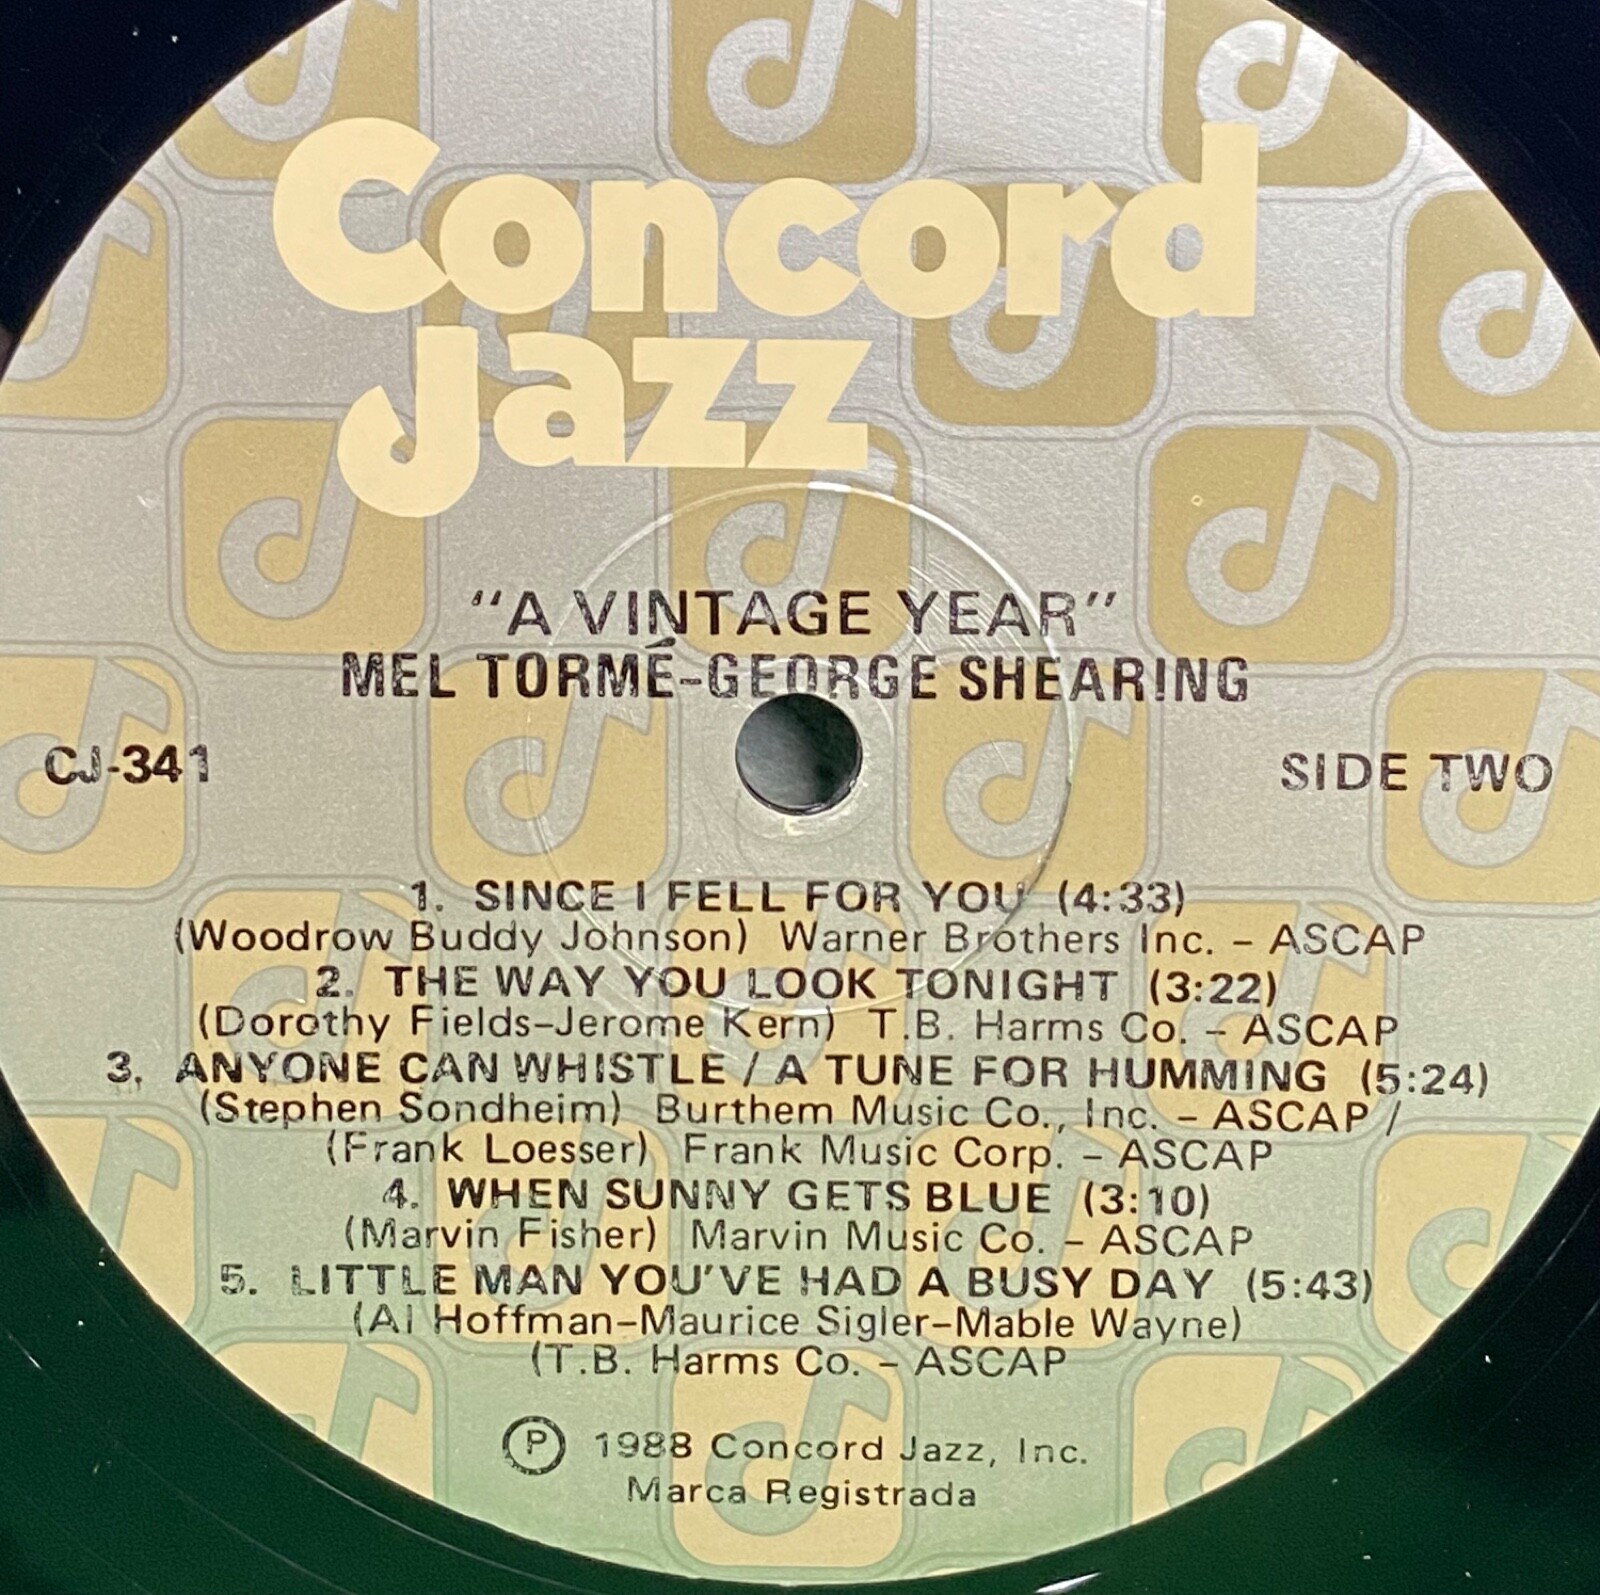 Concord
Jazz
"A VINTAGE YEAR"
MEL TORMÉ-GEORGE SHEARING
CJ-341
SIDE TWO
1. SINCE I FELL FOR YOU (4:33)
(Woodrow Buddy Johnson) Warner Brothers Inc. - ASCAP
2. THE WAY YOU LOOK TONIGHT (3:22)
(Dorothy Fields-Jerome Kern) T.B. Harms Co. - ASCAP
3. ANYONE CAN WHISTLE / A TUNE FOR HUMMING (5:24)
(Stephen Sondheim) Burthem Music Co., Inc. - ASCAP /
(Frank Loesser) Frank Music Corp. - ASCAP
4. WHEN SUNNY GETS BLUE (3:10)
(Marvin Fisher) Marvin Music Co. - ASCAP
5. LITTLE MAN YOU'VE HAD A BUSY DAY (5:43)
(Al Hoffman-Maurice Sigler-Mable Wayne)
(T.B. Harms Co. - ASCAP
Ⓟ 1988 Concord Jazz, Inc.
Marca Registrada